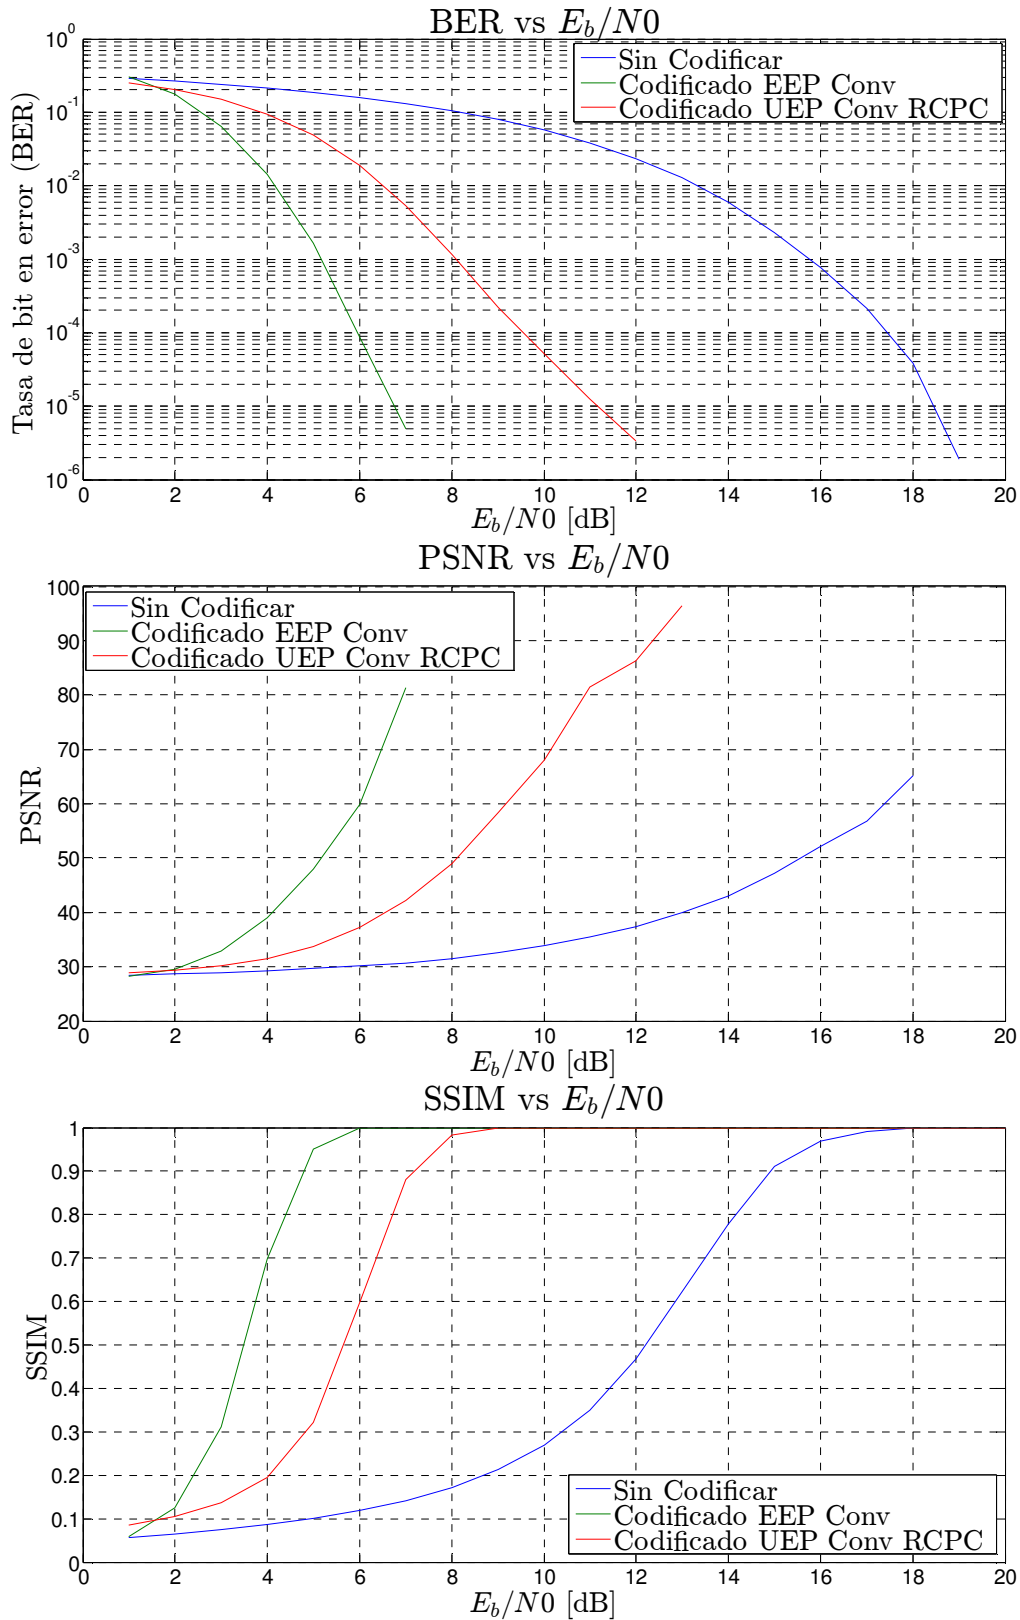 BER vs E_b/N0
10^0
10^-1
10^-2
10^-3
10^-4
10^-5
10^-6
Tasa de bit en error (BER)
Sin Codificar
Codificado EEP Conv
Codificado UEP Conv RCPC
0 2 4 6 8 10 12 14 16 18 20
E_b/N0 [dB]
PSNR vs E_b/N0
100
90
80
70
60
50
40
30
20
PSNR
Sin Codificar
Codificado EEP Conv
Codificado UEP Conv RCPC
0 2 4 6 8 10 12 14 16 18 20
E_b/N0 [dB]
SSIM vs E_b/N0
1
0.9
0.8
0.7
0.6
0.5
0.4
0.3
0.2
0.1
0
SSIM
Sin Codificar
Codificado EEP Conv
Codificado UEP Conv RCPC
0 2 4 6 8 10 12 14 16 18 20
E_b/N0 [dB]